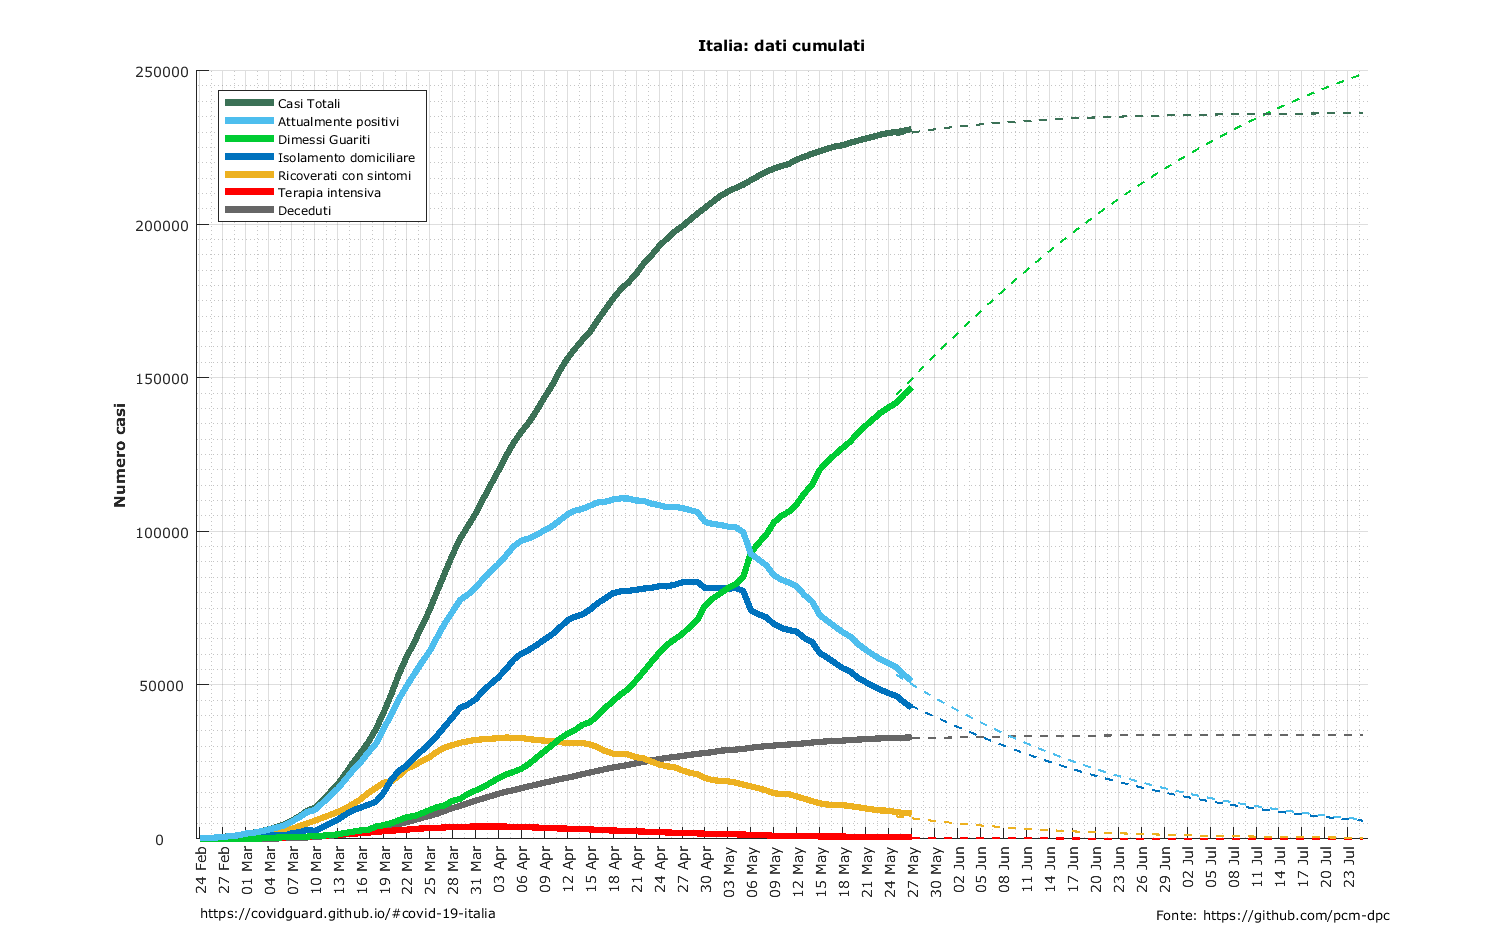 Italia: dati cumulati
Numero casi
250000
200000
150000
100000
50000
0
Casi Totali
Attualmente positivi
Dimessi Guariti
Isolamento domiciliare
Ricoverati con sintomi
Terapia intensiva
Deceduti
24 Feb
27 Feb
01 Mar
04 Mar
07 Mar
10 Mar
13 Mar
16 Mar
19 Mar
22 Mar
25 Mar
28 Mar
31 Mar
03 Apr
06 Apr
09 Apr
12 Apr
15 Apr
18 Apr
21 Apr
24 Apr
27 Apr
30 Apr
03 May
06 May
09 May
12 May
15 May
18 May
21 May
24 May
27 May
30 May
02 Jun
05 Jun
08 Jun
11 Jun
14 Jun
17 Jun
20 Jun
23 Jun
26 Jun
29 Jun
02 Jul
05 Jul
08 Jul
11 Jul
14 Jul
17 Jul
20 Jul
23 Jul
https://covidguard.github.io/#covid-19-italia
Fonte: https://github.com/pcm-dpc